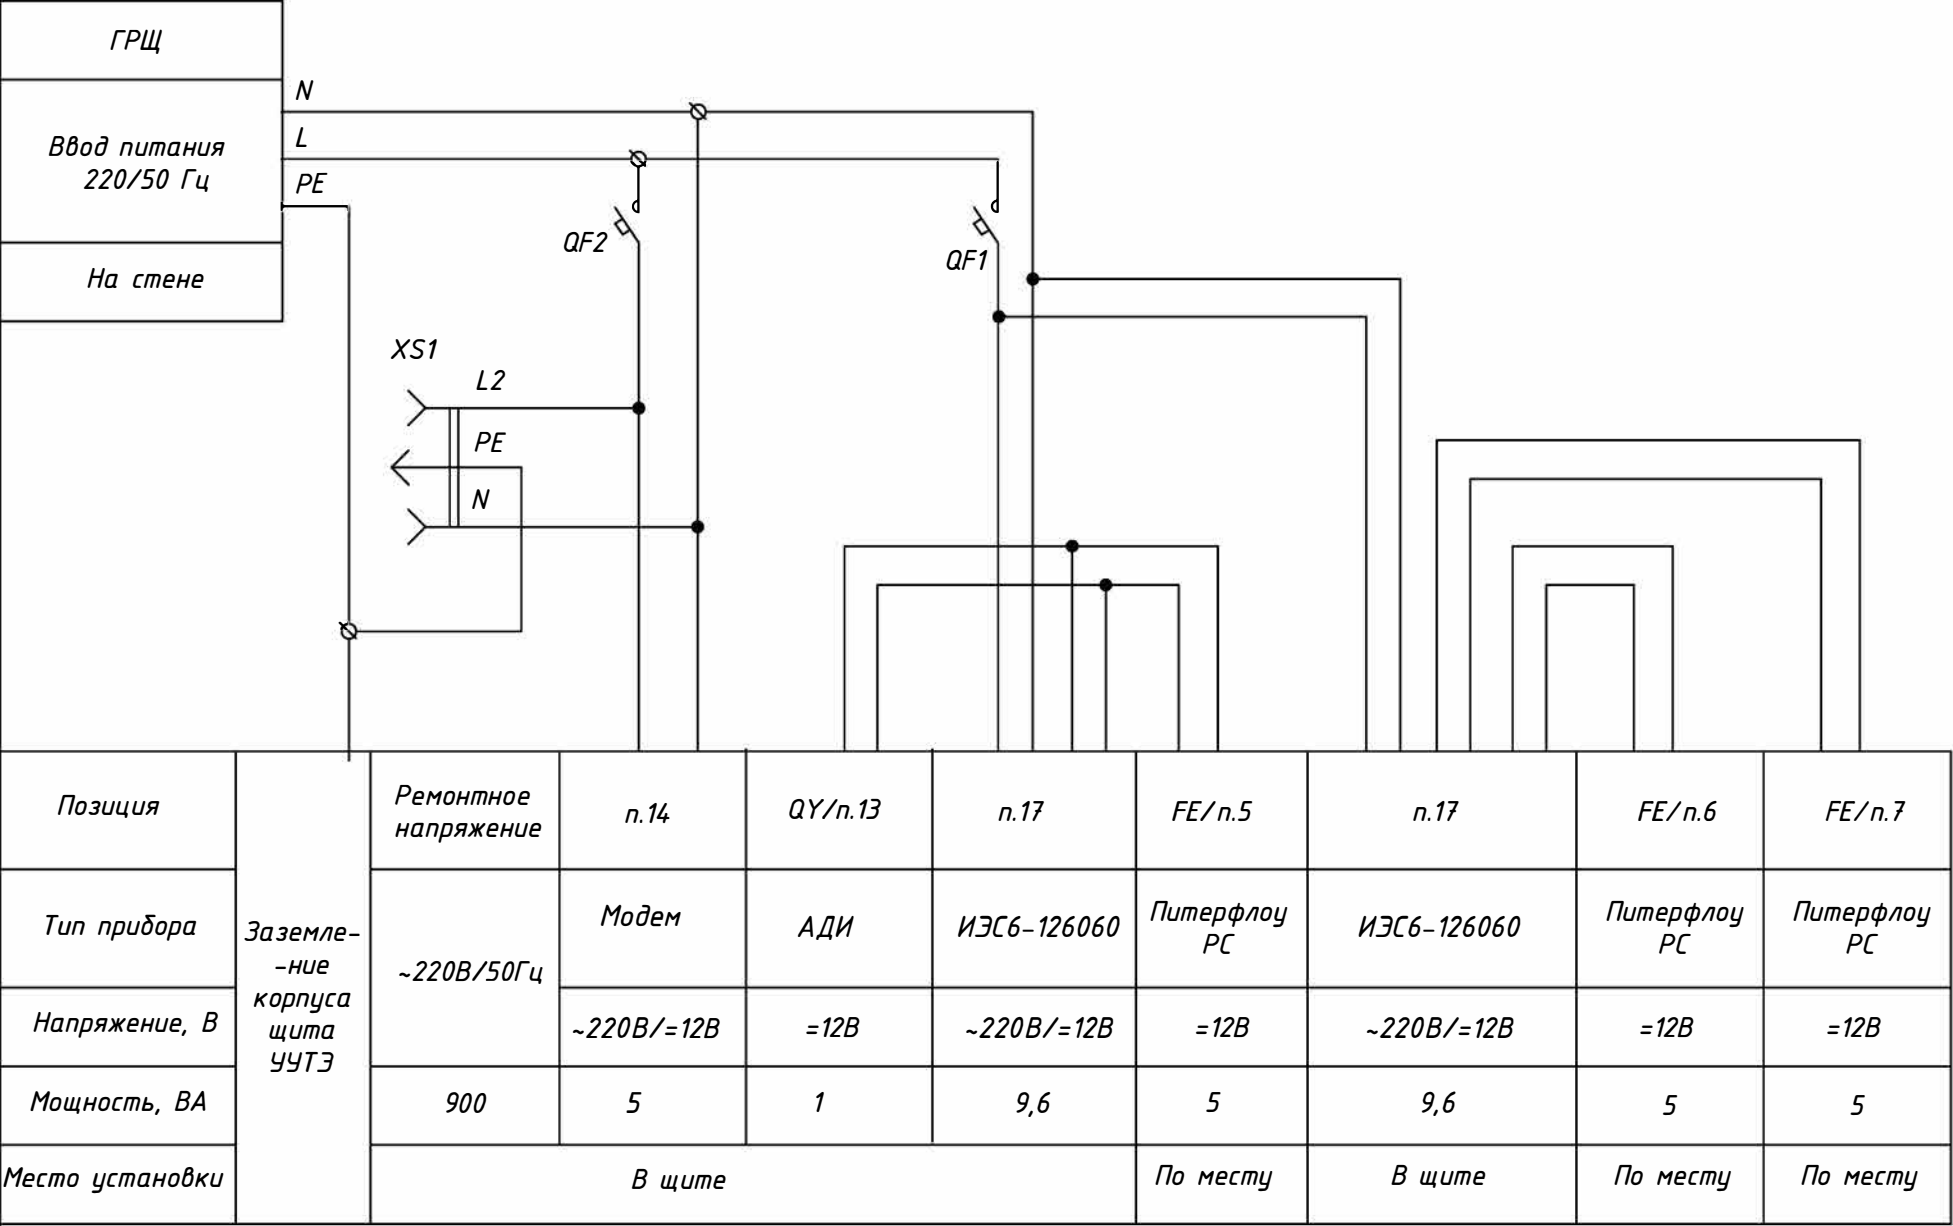 ГРЩ
Ввод питания
220/50 Гц
На стене
N
L
PE
QF2
QF1
XS1
L2
PE
N
Позиция
Заземле-
-ние
корпуса
щита
УУТЭ
Ремонтное
напряжение
п.14
QY/п.13
п.17
FE/п.5
п.17
FE/п.6
FE/п.7
Тип прибора
~220В/50Гц
Модем
АДИ
ИЭС6-126060
Питерфлоу
РС
ИЭС6-126060
Питерфлоу
РС
Питерфлоу
РС
Напряжение, В
~220В/=12В
=12В
~220В/=12В
=12В
~220В/=12В
=12В
=12В
Мощность, ВА
900
5
1
9,6
5
9,6
5
5
Место установки
В щите
По месту
В щите
По месту
По месту